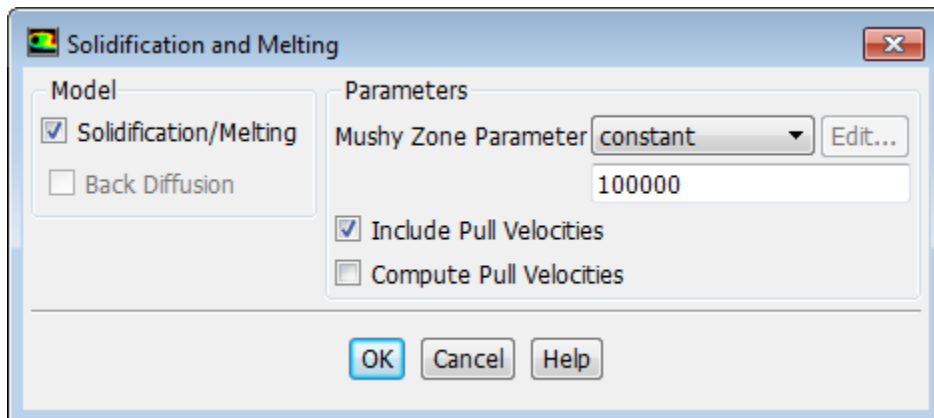 Solidification and Melting
Model
Parameters
Solidification/Melting
Mushy Zone Parameter constant Edit...
Back Diffusion
100000
Include Pull Velocities
Compute Pull Velocities
OK Cancel Help